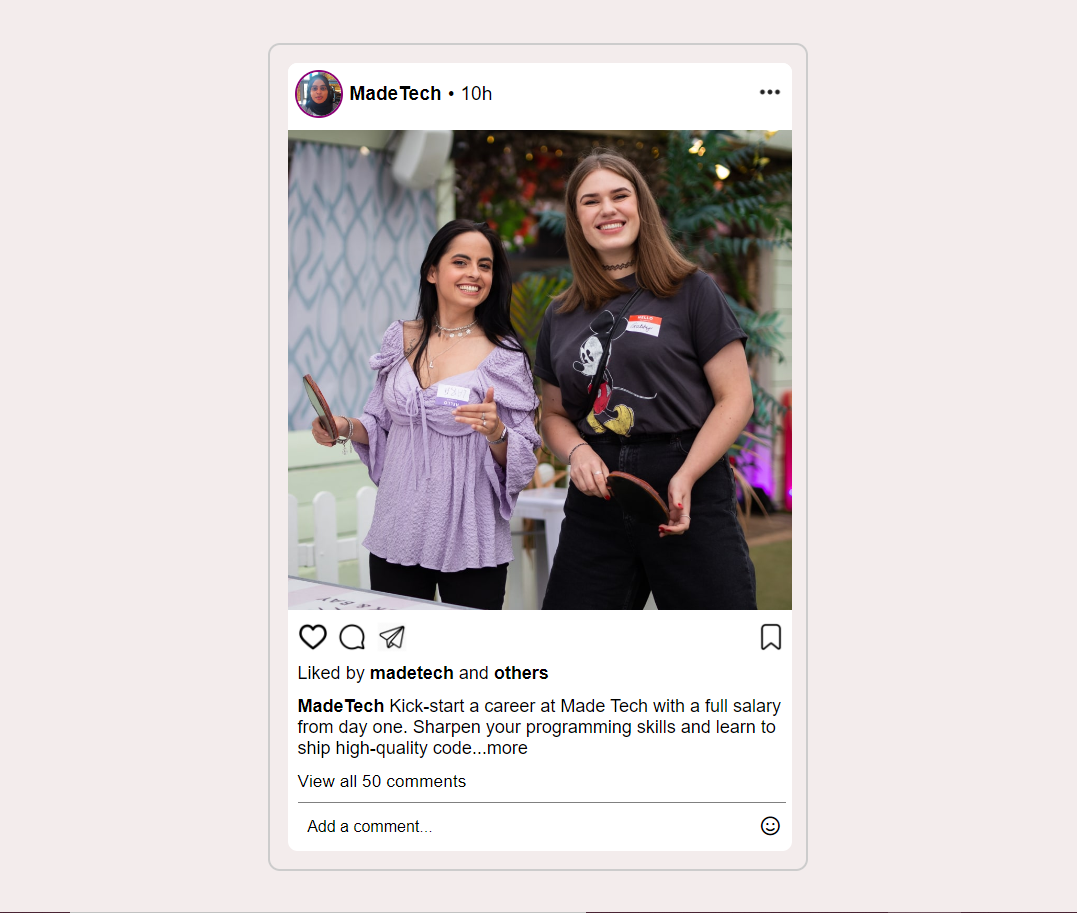 MadeTech • 10h
HELLO
Liked by madetech and others
MadeTech Kick-start a career at Made Tech with a full salary
from day one. Sharpen your programming skills and learn to
ship high-quality code...more
View all 50 comments
Add a comment...